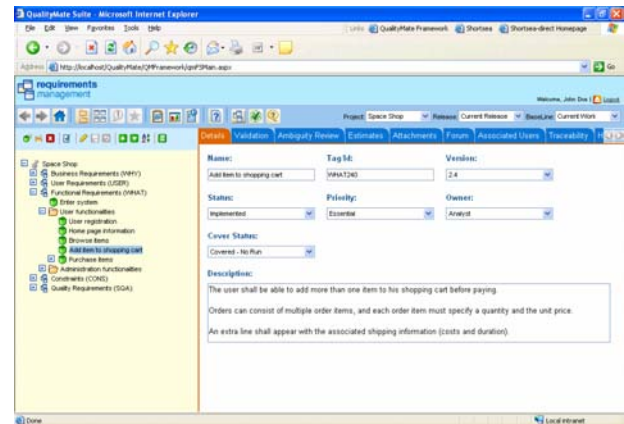 QualityMate Suite - Microsoft Internet Explorer
File Edit View Favorites Tools Help
Links QualityMate Framework Shortsea Shortsea-direct Homepage
Address http://localhost/QualityMate/QMFramework/qmFSMain.aspx Go
requirements
management
Welcome, John Doe | Logout
Project: Space Shop Release: Current Release BaseLine: Current Work
Details Validation Ambiguity Review Estimates Attachments Forum Associated Users Traceability H
Space Shop
Business Requirements (WHY)
User Requirements (USER)
Functional Requirements (WHAT)
Enter system
User functionalities
User registration
Home page information
Browse items
Add item to shopping cart
Purchase items
Administration functionalities
Constraints (CONS)
Quality Requirements (SQA)
Name: Tag Id: Version:
Add item to shopping cart WHAT240 2.4
Status: Priority: Owner:
Implemented Essential Analyst
Cover Status:
Covered - No Run
Description:
The user shall be able to add more than one item to his shopping cart before paying.
Orders can consist of multiple order items, and each order item must specify a quantity and the unit price.
An extra line shall appear with the associated shipping information (costs and duration).
Done Local intranet